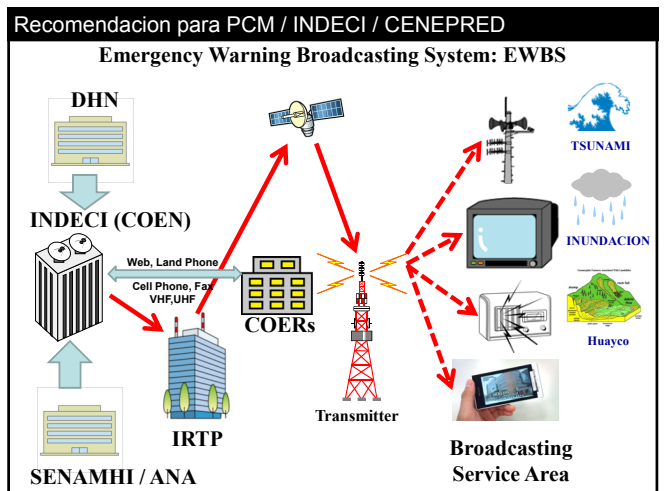 Recomendacion para PCM / INDECI / CENEPRED
Emergency Warning Broadcasting System: EWBS
DHN
INDECI (COEN)
Web, Land Phone
Cell Phone, Fax
VHF,UHF
COERs
IRTP
SENAMHI / ANA
Transmitter
TSUNAMI
INUNDACION
Huayco
Broadcasting
Service Area